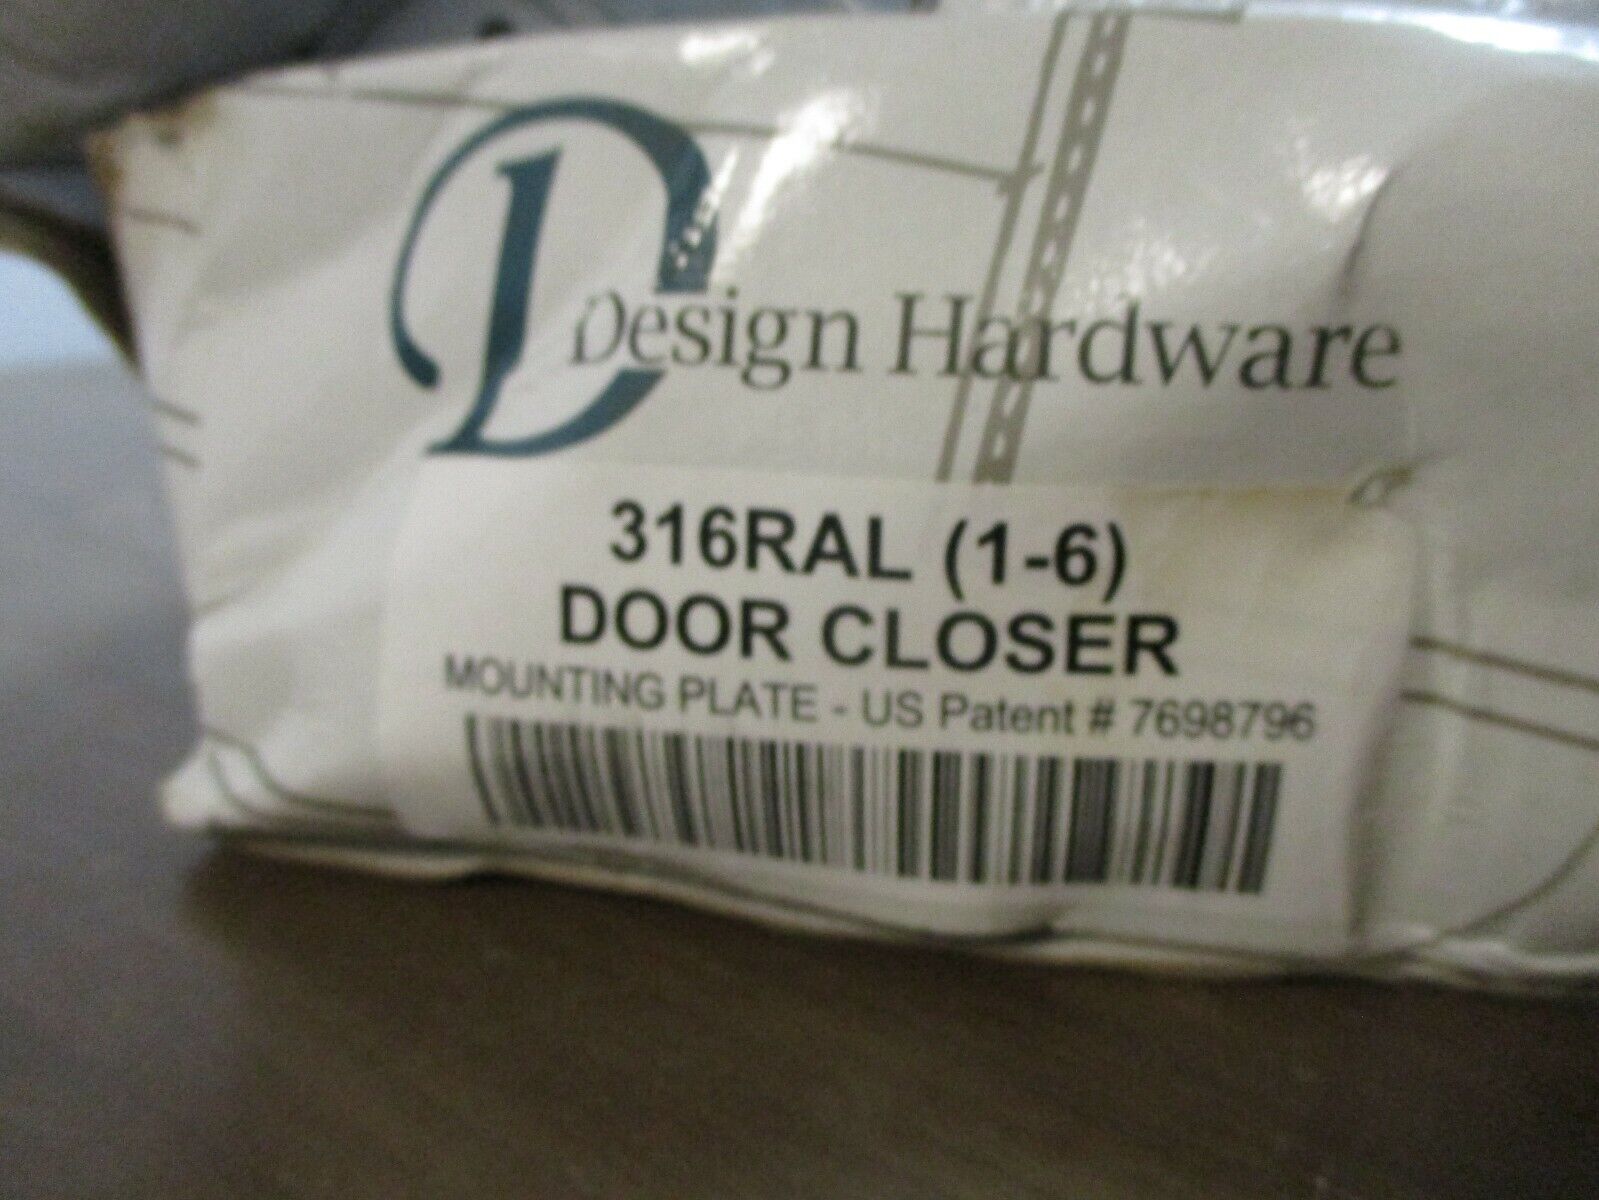 Design Hardware
316RAL (1-6)
DOOR CLOSER
MOUNTING PLATE - US Patent # 7698796